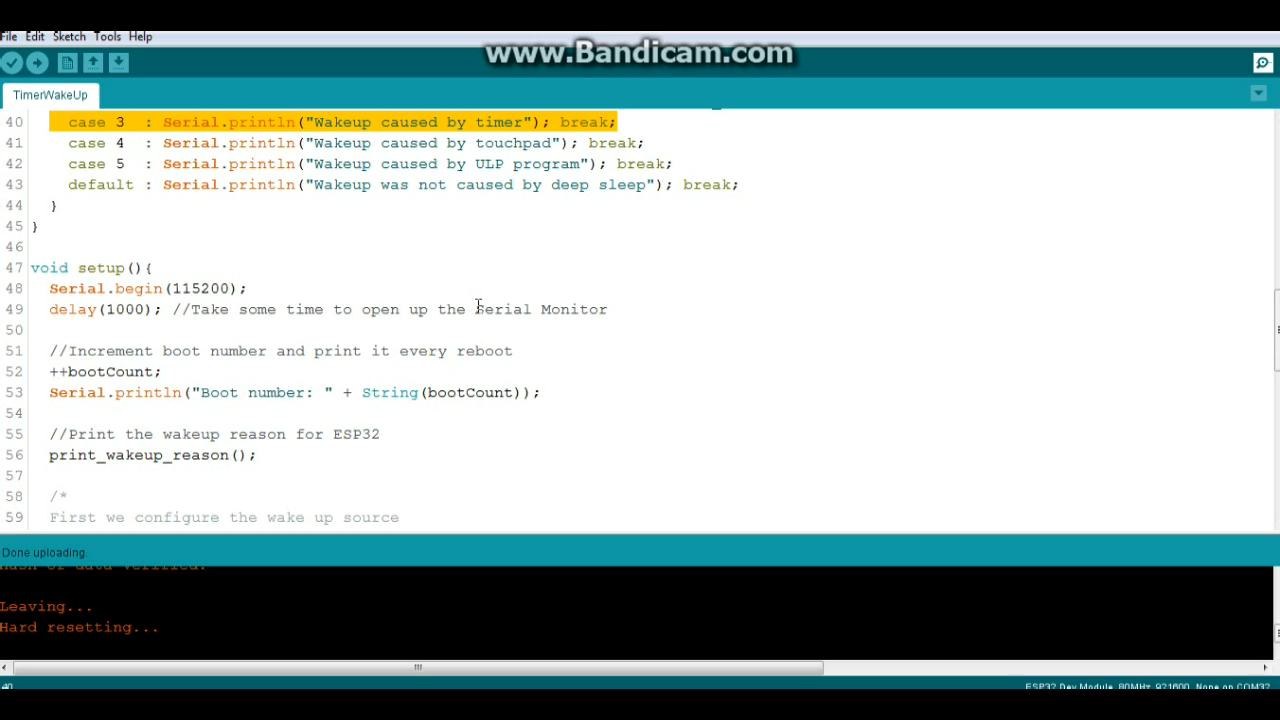 File Edit Sketch Tools Help
www.Bandicam.com
TimerWakeUp
40 case 3 : Serial.println("Wakeup caused by timer"); break;
41 case 4 : Serial.println("Wakeup caused by touchpad"); break;
42 case 5 : Serial.println("Wakeup caused by ULP program"); break;
43 default : Serial.println("Wakeup was not caused by deep sleep"); break;
44 }
45 }
46
47 void setup(){
48 Serial.begin(115200);
49 delay(1000); //Take some time to open up the Serial Monitor
50
51 //Increment boot number and print it every reboot
52 ++bootCount;
53 Serial.println("Boot number: " + String(bootCount));
54
55 //Print the wakeup reason for ESP32
56 print_wakeup_reason();
57
58 /*
59 First we configure the wake up source
Done uploading.
Hash of data verified.
Leaving...
Hard resetting...
40 ESP32 Dev Module, 80MHz, 921600, None on COM32